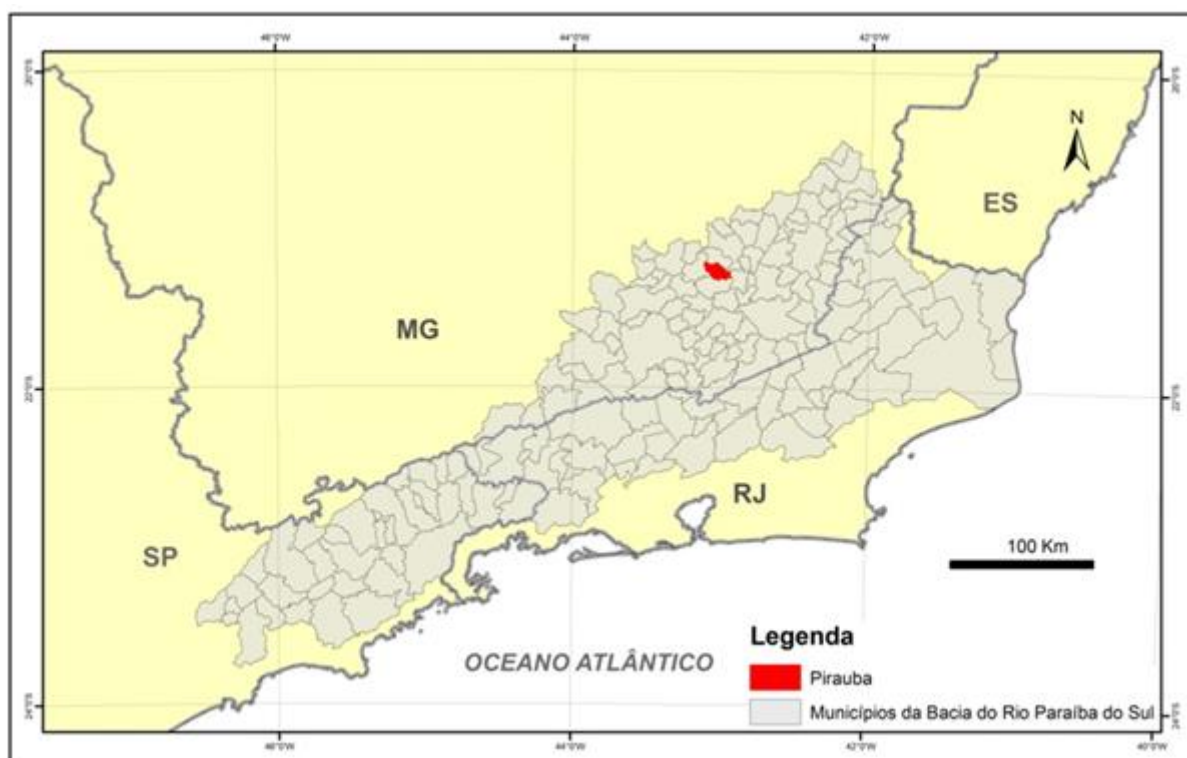 46°0'W 44°0'W 42°0'W
20°0'S 20°0'S
N
ES
MG
22°0'S 22°0'S
RJ
SP
100 Km
Legenda
OCEANO ATLÂNTICO
Pirauba
Municípios da Bacia do Rio Paraíba do Sul
24°0'S 24°0'S
46°0'W 44°0'W 42°0'W 40°0'W